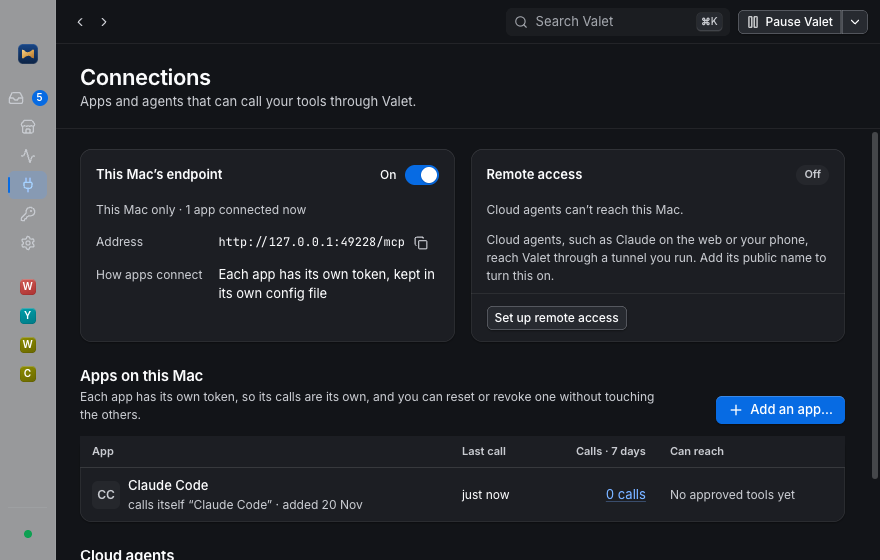 Search Valet
⌘K
Pause Valet
Connections
Apps and agents that can call your tools through Valet.
5
W
Y
W
C
This Mac’s endpoint
On
This Mac only · 1 app connected now
Address
http://127.0.0.1:49228/mcp
How apps connect
Each app has its own token, kept in
its own config file
Remote access
Off
Cloud agents can’t reach this Mac.
Cloud agents, such as Claude on the web or your phone,
reach Valet through a tunnel you run. Add its public name to
turn this on.
Set up remote access
Apps on this Mac
Each app has its own token, so its calls are its own, and you can reset or revoke one without touching
the others.
Add an app...
App
Last call
Calls · 7 days
Can reach
CC
Claude Code
calls itself “Claude Code” · added 20 Nov
just now
0 calls
No approved tools yet
Cloud agents